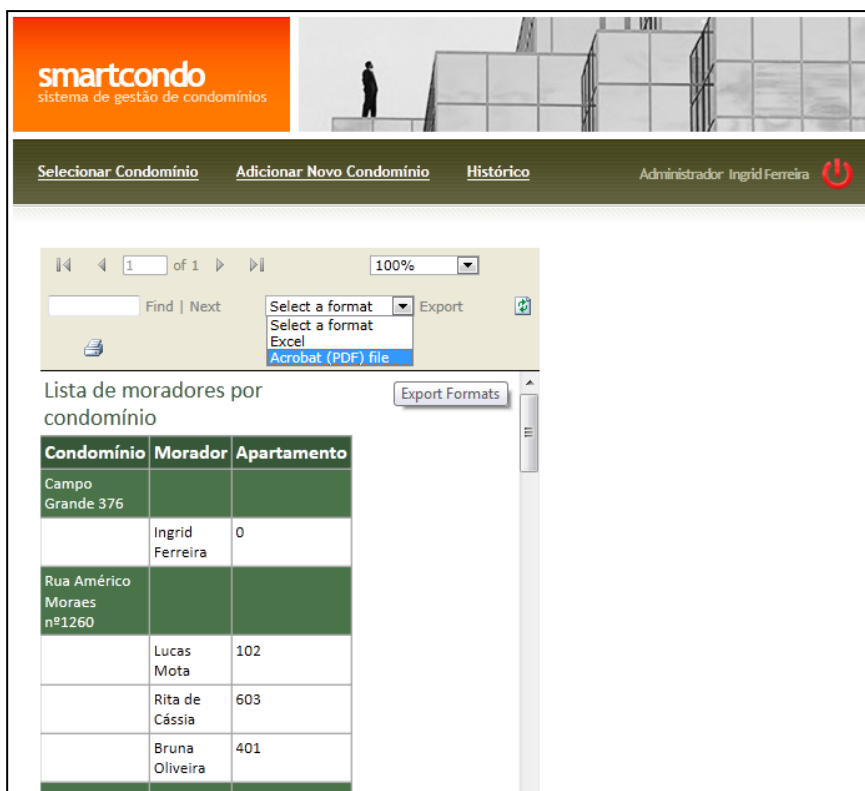 smartcondo
sistema de gestão de condomínios
Selecionar Condomínio Adicionar Novo Condomínio Histórico Administrador Ingrid Ferreira
1 of 1 100%
Find | Next Select a format Export
Select a format
Excel
Acrobat (PDF) file
Export Formats
Lista de moradores por
condomínio
Condomínio Morador Apartamento
Campo
Grande 376
Ingrid 0
Ferreira
Rua Américo
Moraes
nº1260
Lucas 102
Mota
Rita de 603
Cássia
Bruna 401
Oliveira